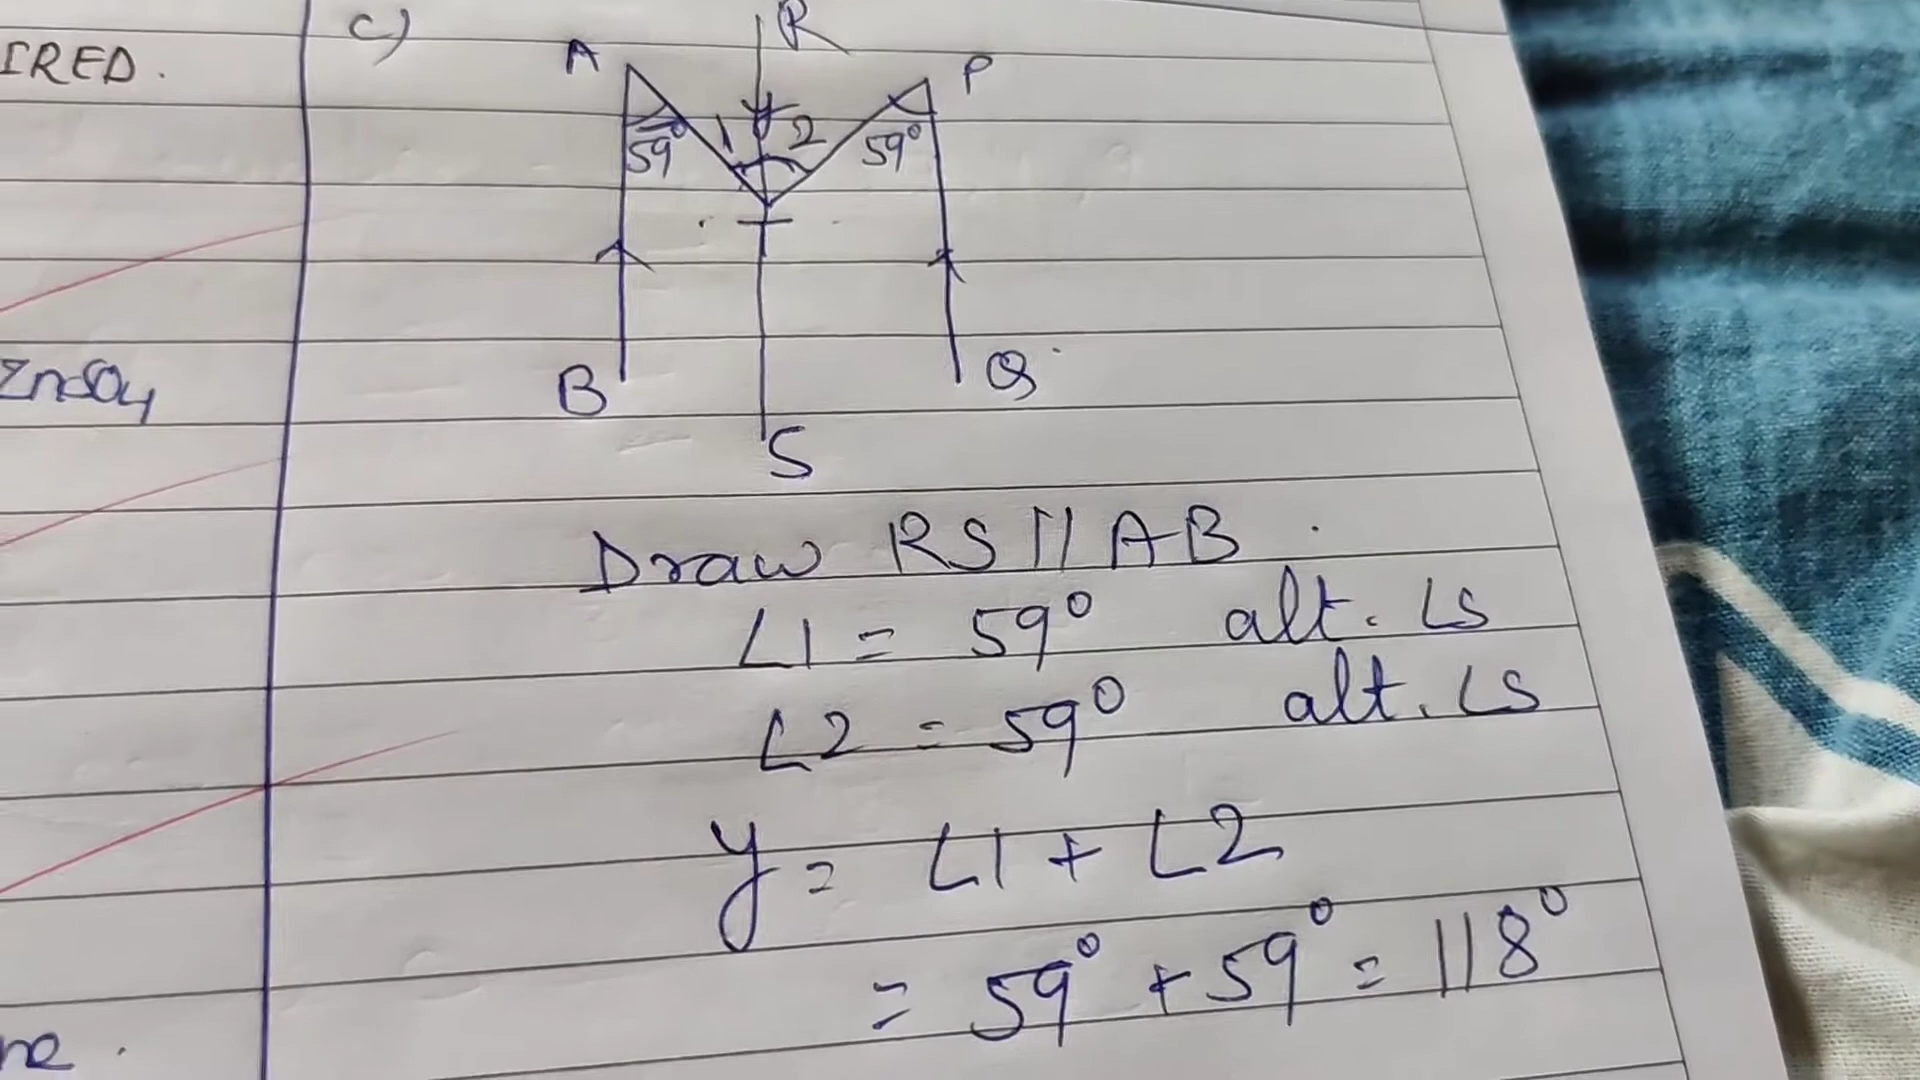 IRED.
ZnSO4
ne.
c)
R
A
P
59°
1
y
2
59°
B
Q
S
Draw RS || AB.
∠1 = 59° alt. ∠s
∠2 = 59° alt. ∠s
y = ∠1 + ∠2
= 59° + 59° = 118°